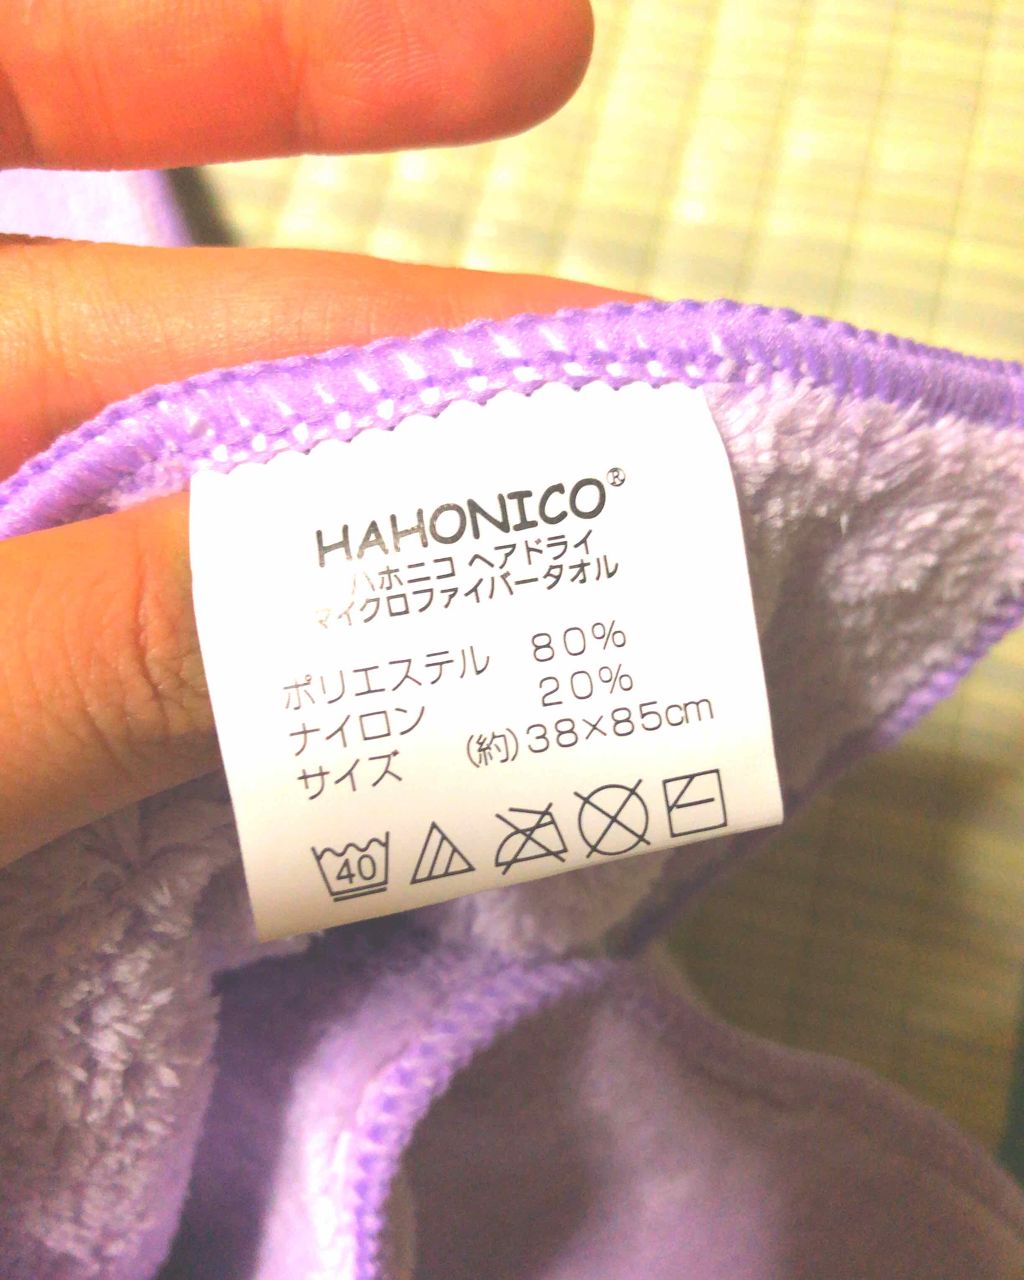 HAHONICO®
ハホニコ ヘアドライ
マイクロファイバータオル
ポリエステル 80%
ナイロン 20%
サイズ (約)38×85cm
40